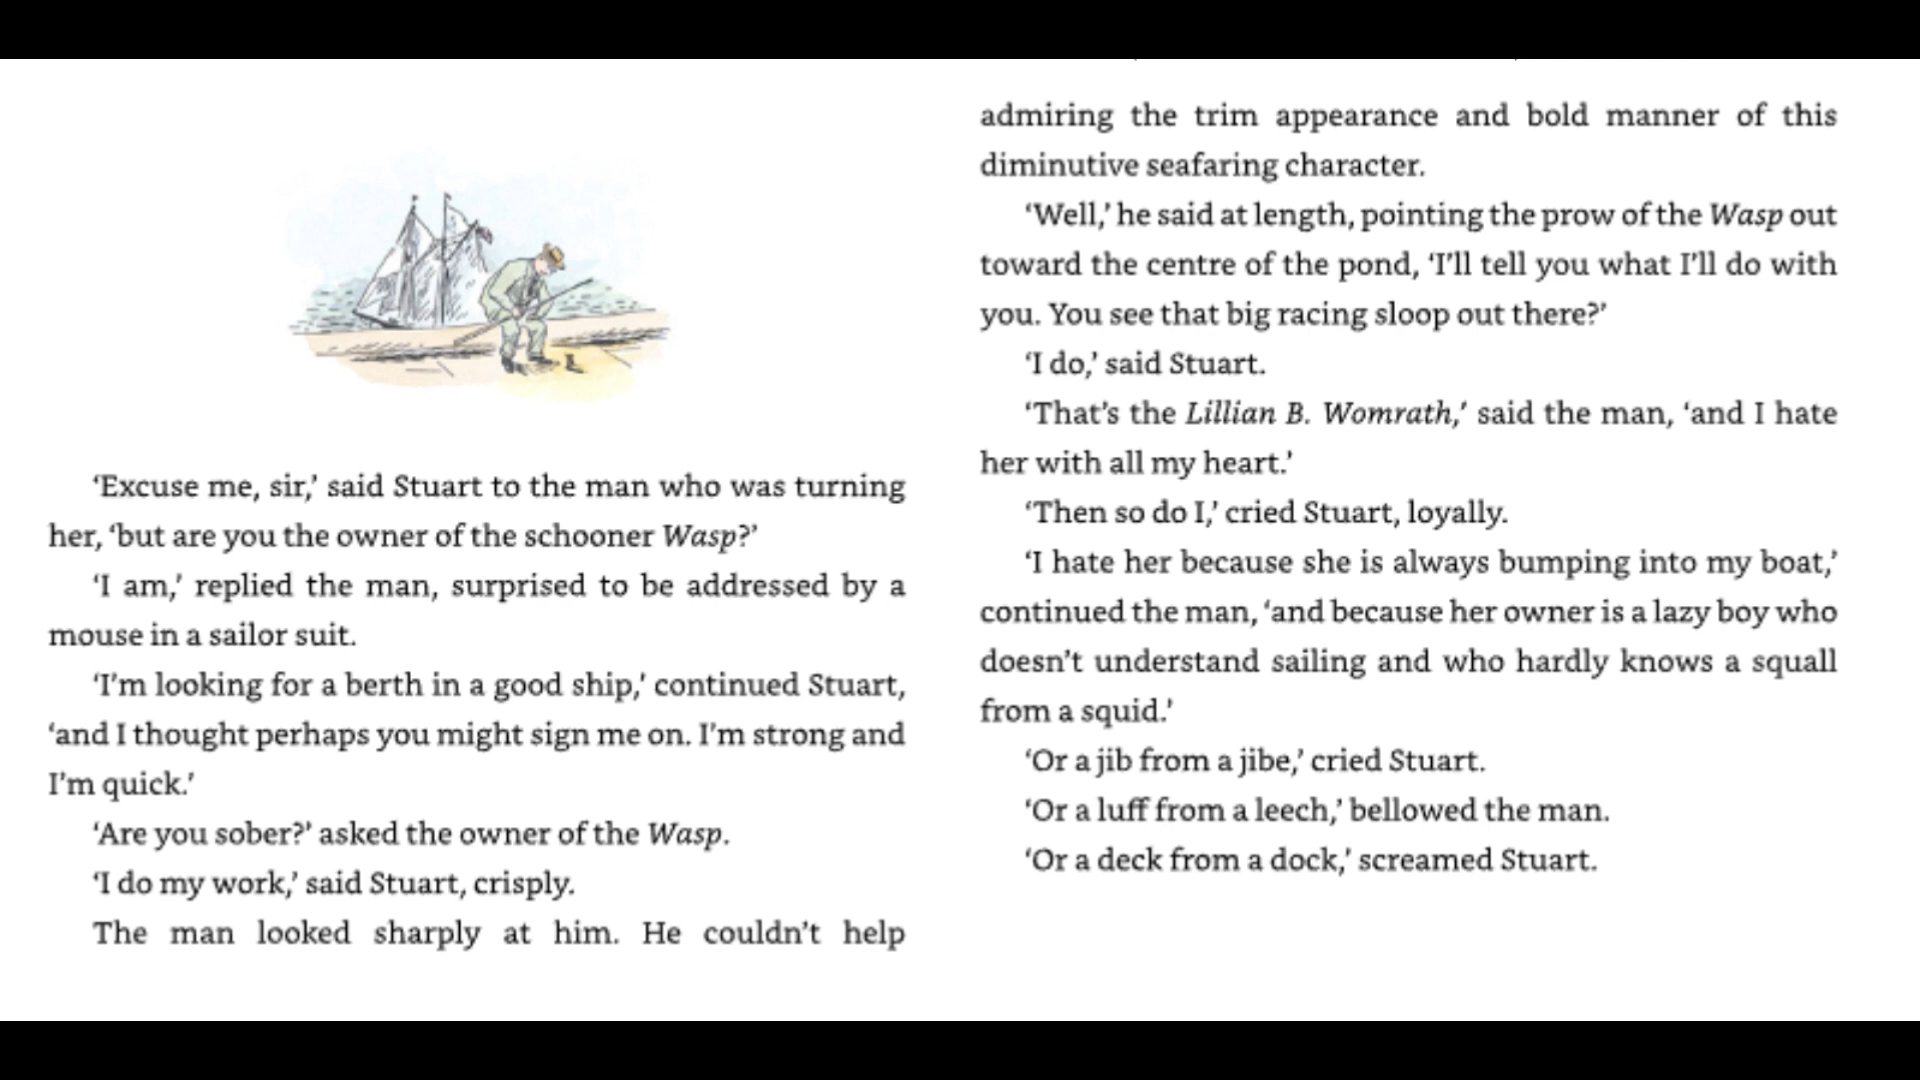 ‘Excuse me, sir,’ said Stuart to the man who was turning
her, ‘but are you the owner of the schooner Wasp?’
‘I am,’ replied the man, surprised to be addressed by a
mouse in a sailor suit.
‘I’m looking for a berth in a good ship,’ continued Stuart,
‘and I thought perhaps you might sign me on. I’m strong and
I’m quick.’
‘Are you sober?’ asked the owner of the Wasp.
‘I do my work,’ said Stuart, crisply.
The man looked sharply at him. He couldn’t help
admiring the trim appearance and bold manner of this
diminutive seafaring character.
‘Well,’ he said at length, pointing the prow of the Wasp out
toward the centre of the pond, ‘I’ll tell you what I’ll do with
you. You see that big racing sloop out there?’
‘I do,’ said Stuart.
‘That’s the Lillian B. Womrath,’ said the man, ‘and I hate
her with all my heart.’
‘Then so do I,’ cried Stuart, loyally.
‘I hate her because she is always bumping into my boat,’
continued the man, ‘and because her owner is a lazy boy who
doesn’t understand sailing and who hardly knows a squall
from a squid.’
‘Or a jib from a jibe,’ cried Stuart.
‘Or a luff from a leech,’ bellowed the man.
‘Or a deck from a dock,’ screamed Stuart.